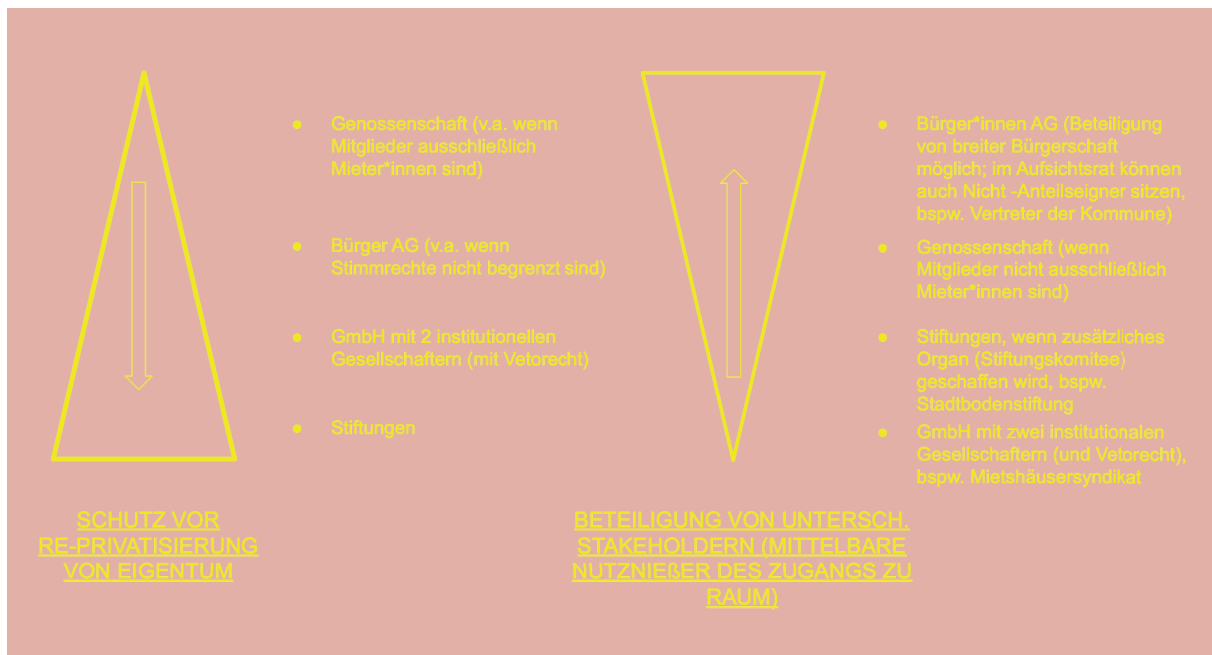 Genossenschaft (v.a. wenn
Mitglieder ausschließlich
Mieter*innen sind)
Bürger AG (v.a. wenn
Stimmrechte nicht begrenzt sind)
GmbH mit 2 institutionellen
Gesellschaftern (mit Vetorecht)
Stiftungen
SCHUTZ VOR
RE-PRIVATISIERUNG
VON EIGENTUM
Bürger*innen AG (Beteiligung
von breiter Bürgerschaft
möglich; im Aufsichtsrat können
auch Nicht -Anteilseigner sitzen,
bspw. Vertreter der Kommune)
Genossenschaft (wenn
Mitglieder nicht ausschließlich
Mieter*innen sind)
Stiftungen, wenn zusätzliches
Organ (Stiftungskomitee)
geschaffen wird, bspw.
Stadtbodenstiftung
GmbH mit zwei institutionalen
Gesellschaftern (und Vetorecht),
bspw. Mietshäusersyndikat
BETEILIGUNG VON UNTERSCH.
STAKEHOLDERN (MITTELBARE
NUTZNIEßER DES ZUGANGS ZU
RAUM)